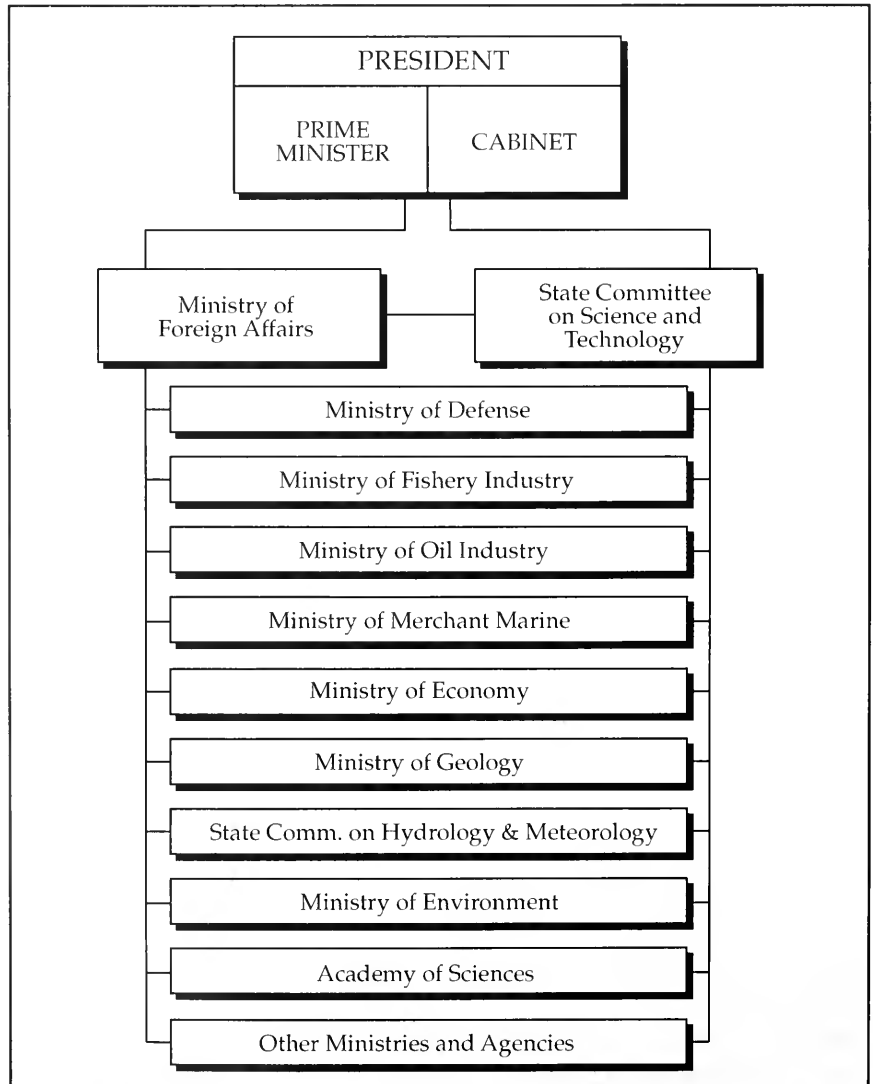 PRESIDENT
PRIME
MINISTER
CABINET
Ministry of
Foreign Affairs
State Committee
on Science and
Technology
Ministry of Defense
Ministry of Fishery Industry
Ministry of Oil Industry
Ministry of Merchant Marine
Ministry of Economy
Ministry of Geology
State Comm. on Hydrology & Meteorology
Ministry of Environment
Academy of Sciences
Other Ministries and Agencies